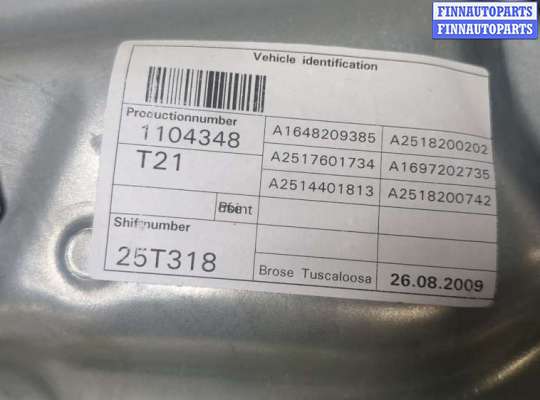 FINNAUTOPARTS
FINNAUTOPARTS
Vehicle identification
Productionnumber
1104348
T21
A1648209385 A2518200202
A2517601734 A1697202735
A2514401813 A2518200742
Shiftnumber
25T318
Brose Tuscaloosa
26.08.2009